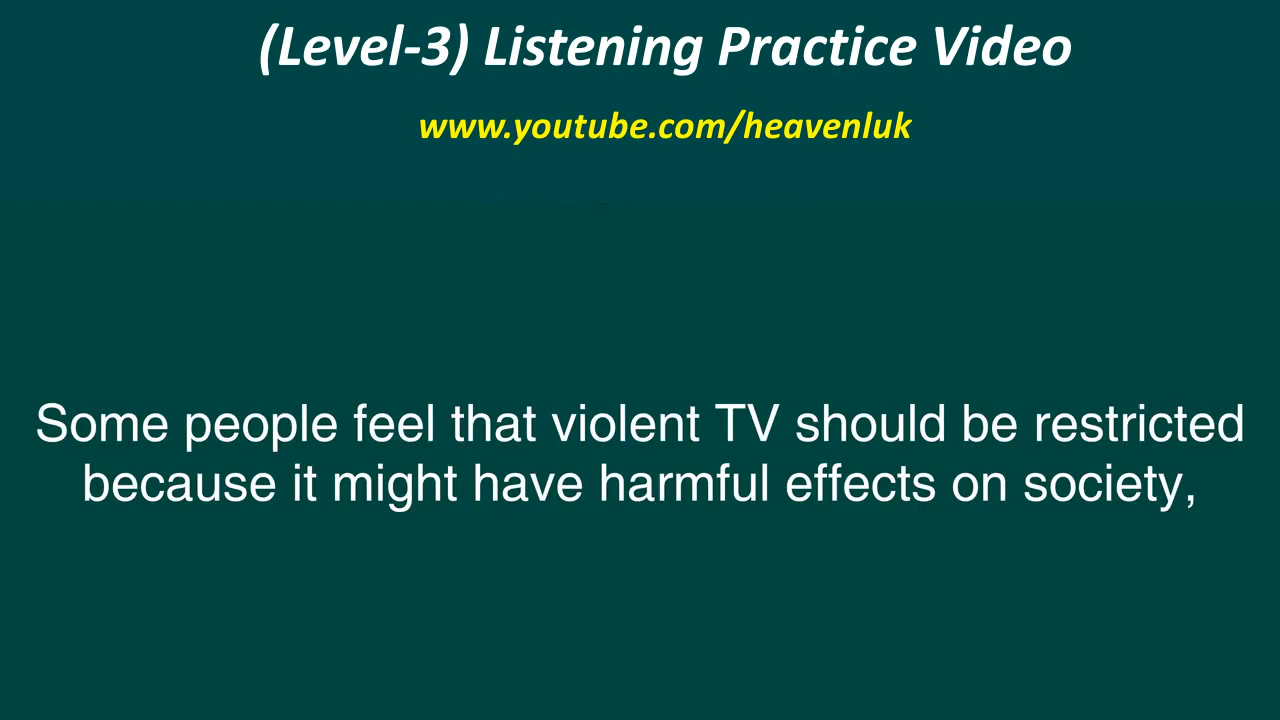 (Level-3) Listening Practice Video
www.youtube.com/heavenluk
Some people feel that violent TV should be restricted
because it might have harmful effects on society,